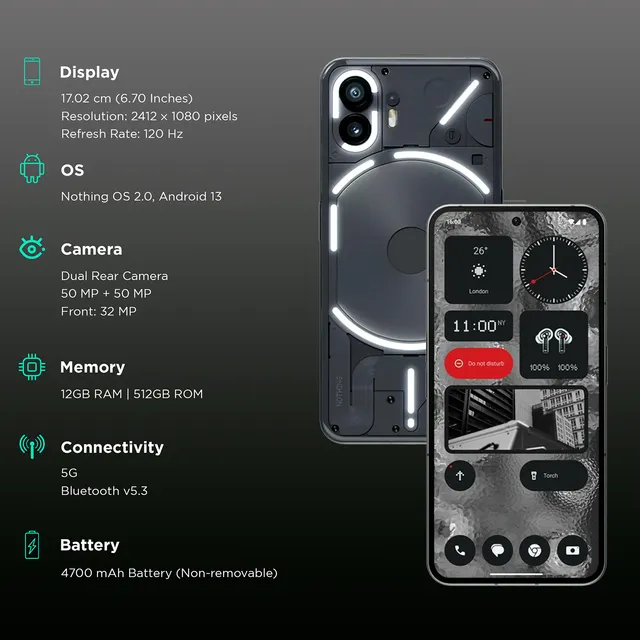 Display
17.02 cm (6.70 Inches)
Resolution: 2412 x 1080 pixels
Refresh Rate: 120 Hz
OS
Nothing OS 2.0, Android 13
Camera
Dual Rear Camera
50 MP + 50 MP
Front: 32 MP
Memory
12GB RAM | 512GB ROM
Connectivity
5G
Bluetooth v5.3
Battery
4700 mAh Battery (Non-removable)
NOTHING
26°
London
11:00 NY
Do not disturb
100% 100%
Torch